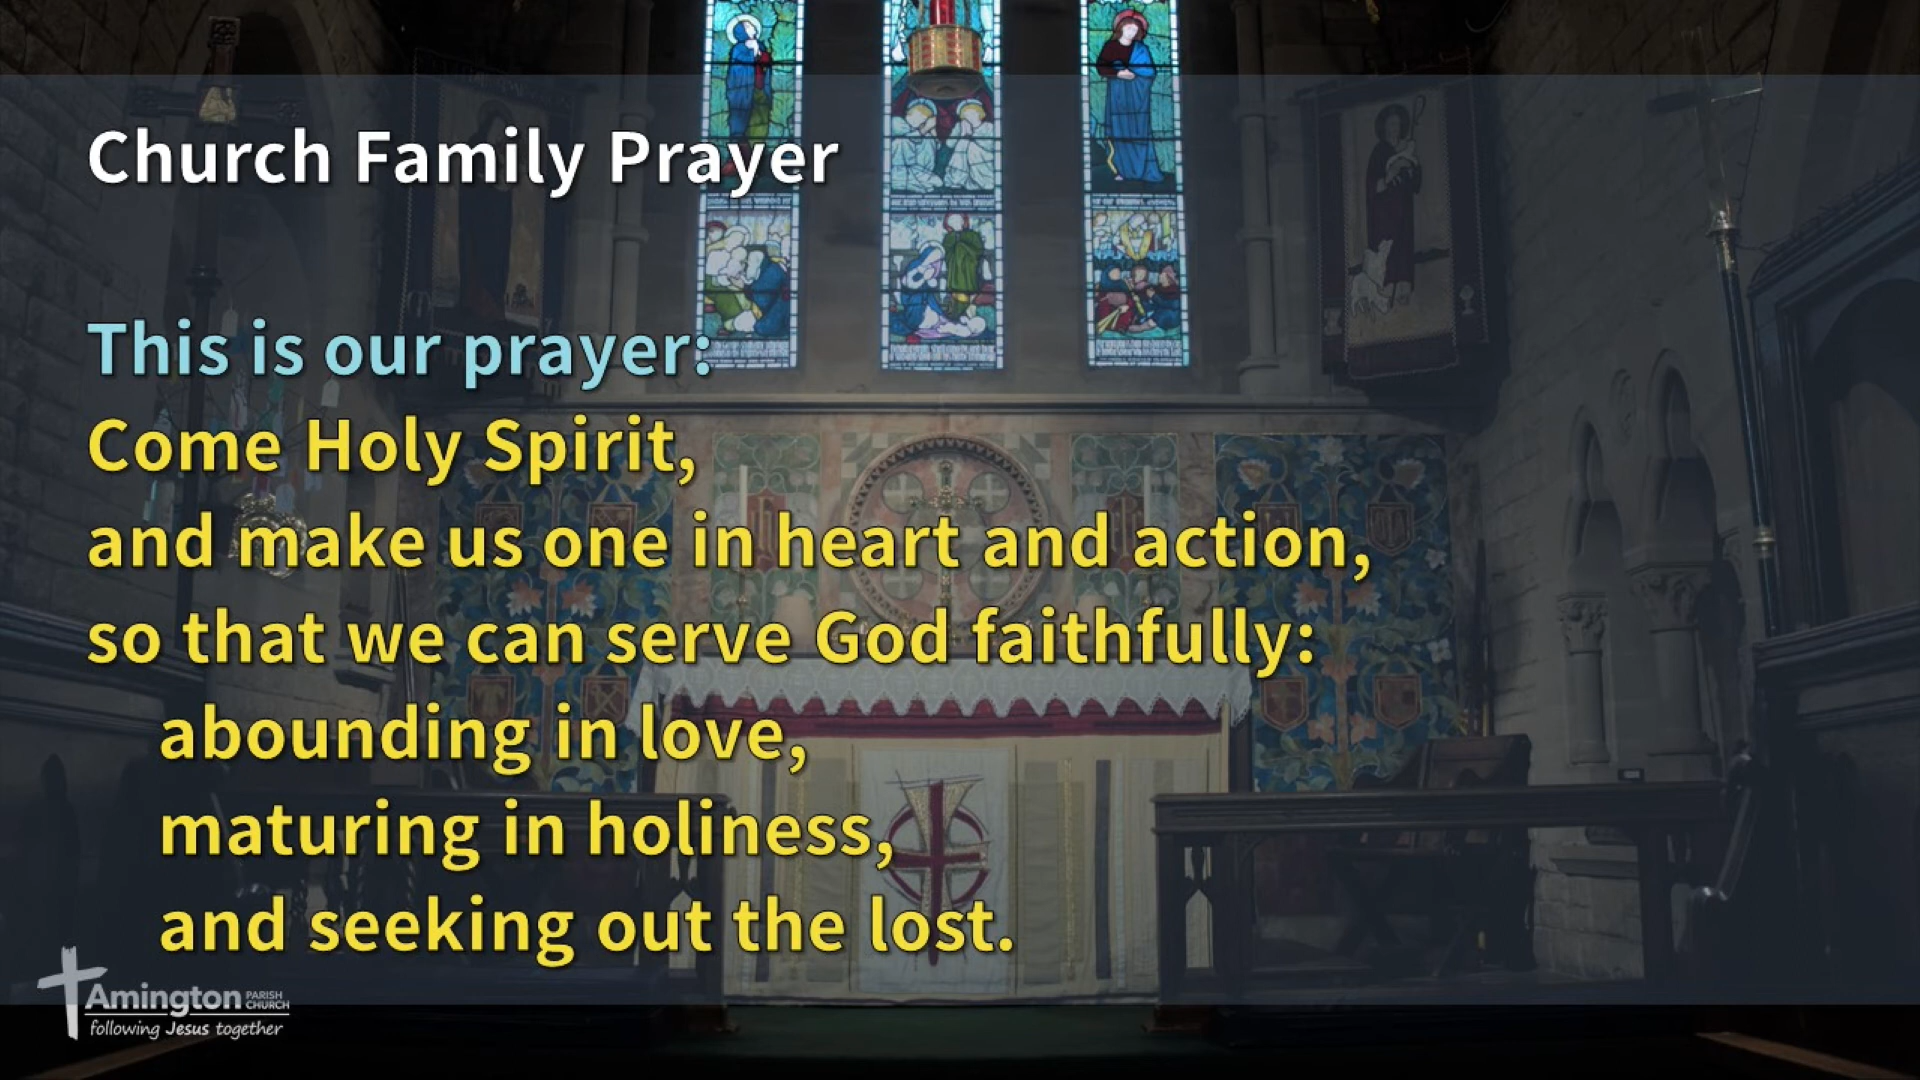 Church Family Prayer
This is our prayer:
Come Holy Spirit,
and make us one in heart and action,
so that we can serve God faithfully:
abounding in love,
maturing in holiness,
and seeking out the lost.
Amington PARISH CHURCH
following Jesus together